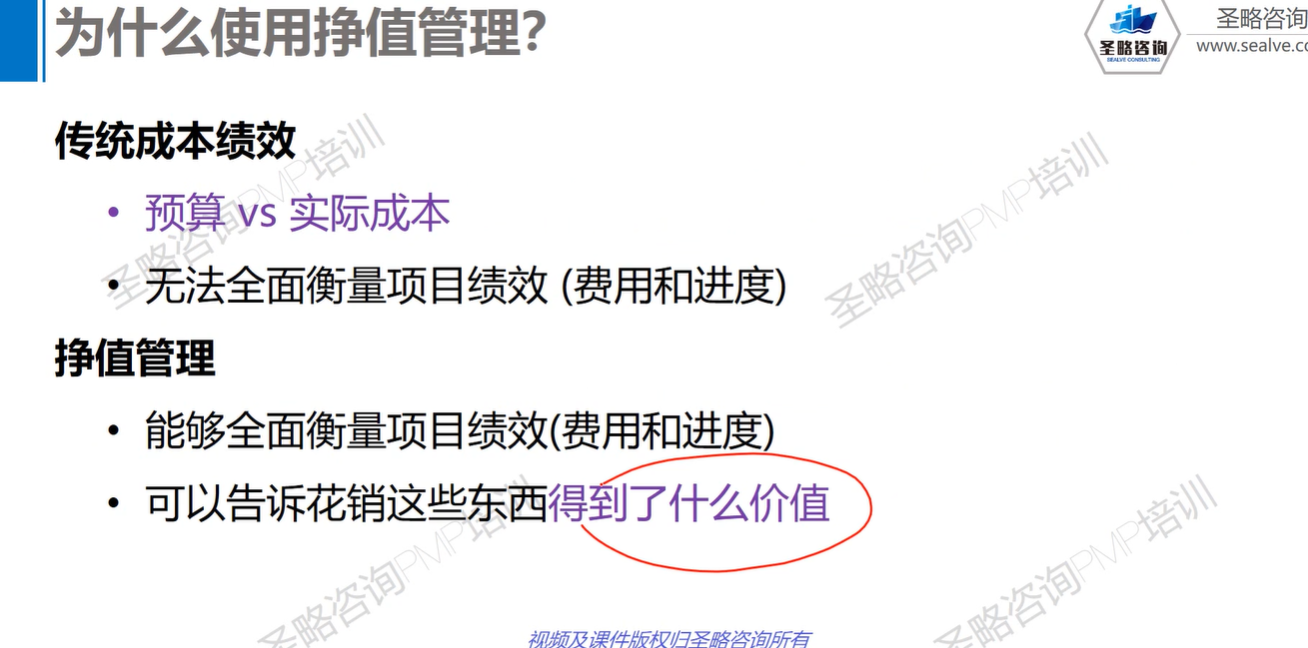 为什么使用挣值管理?
圣略咨询
www.sealve.co
圣略咨询
SEALVE CONSULTING
传统成本绩效
• 预算 vs 实际成本
• 无法全面衡量项目绩效 (费用和进度)
挣值管理
• 能够全面衡量项目绩效(费用和进度)
• 可以告诉花销这些东西得到了什么价值
圣略咨询PMP培训
圣略咨询PMP培训
圣略咨询PMP培训
圣略咨询PMP培训
视频及课件版权归圣略咨询所有